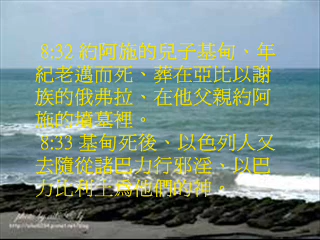 8:32 約阿施的兒子基甸、年
紀老邁而死、葬在亞比以謝
族的俄弗拉、在他父親約阿
施的墳墓裡。
8:33 基甸死後、以色列人又
去隨從諸巴力行邪淫、以巴
力比利土為他們的神。